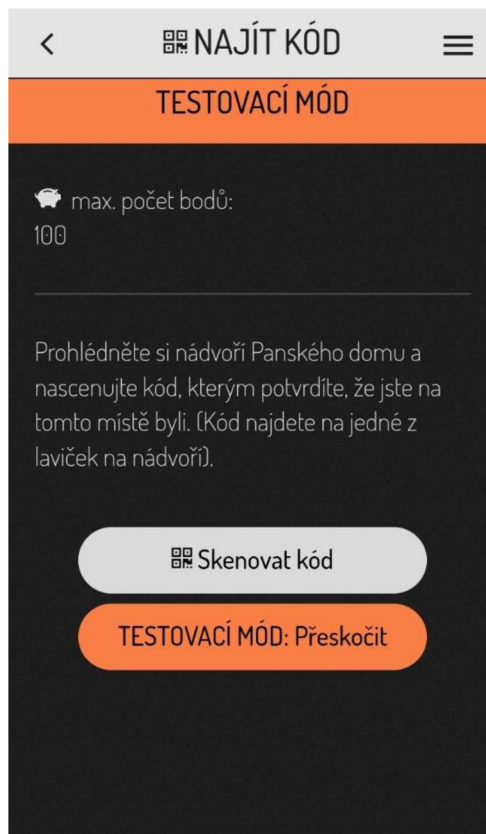 NAJÍT KÓD
TESTOVACÍ MÓD
max. počet bodů:
100
Prohlédněte si nádvoří Panského domu a
nascenujte kód, kterým potvrdíte, že jste na
tomto místě byli. (Kód najdete na jedné z
laviček na nádvoří).
Skenovat kód
TESTOVACÍ MÓD: Přeskočit